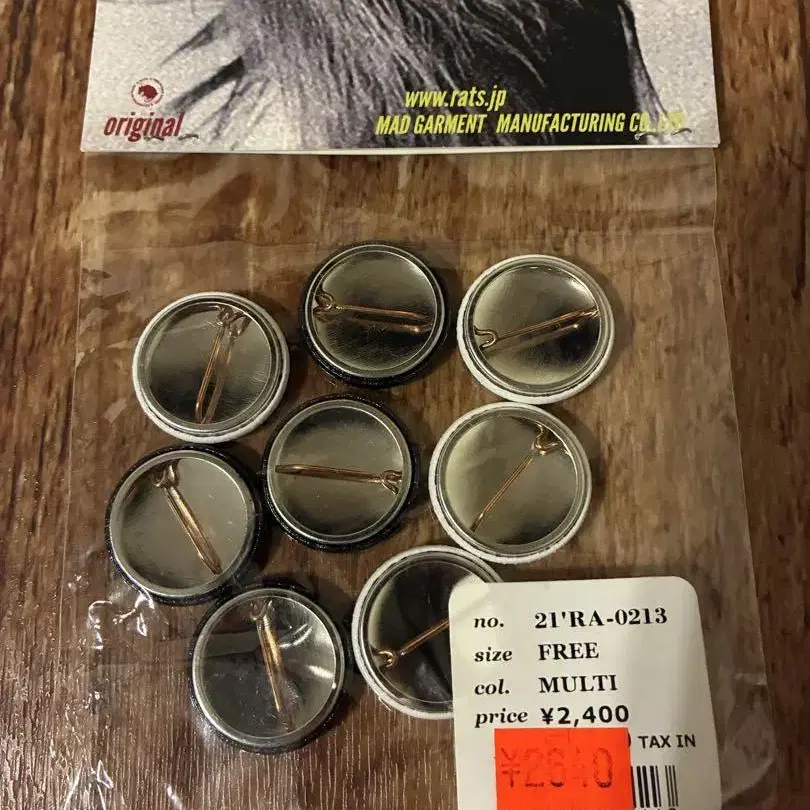 original
www.rats.jp
MAD GARMENT MANUFACTURING CO.,LTD
no. 21'RA-0213
size FREE
col. MULTI
price ¥2,400
TAX IN
¥2640